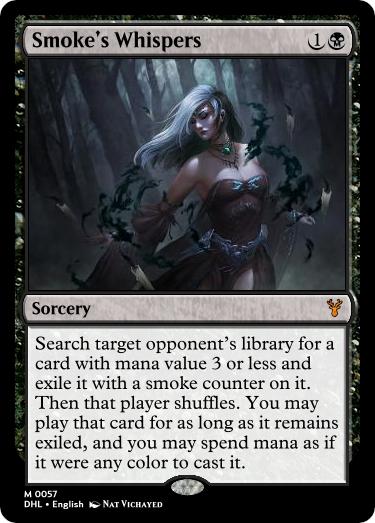 Smoke's Whispers 1
Sorcery
Search target opponent's library for a
card with mana value 3 or less and
exile it with a smoke counter on it.
Then that player shuffles. You may
play that card for as long as it remains
exiled, and you may spend mana as if
it were any color to cast it.
M 0057
DHL • English Nat Vichayed